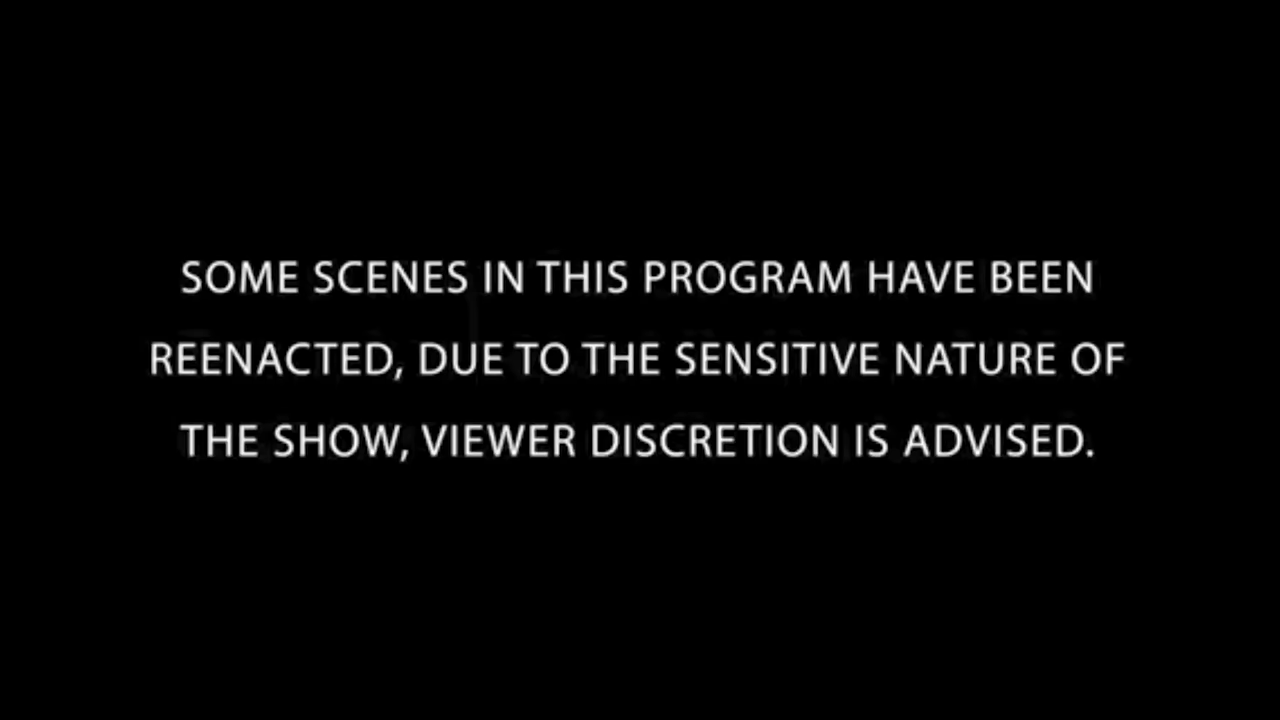 SOME SCENES IN THIS PROGRAM HAVE BEEN
REENACTED, DUE TO THE SENSITIVE NATURE OF
THE SHOW, VIEWER DISCRETION IS ADVISED.